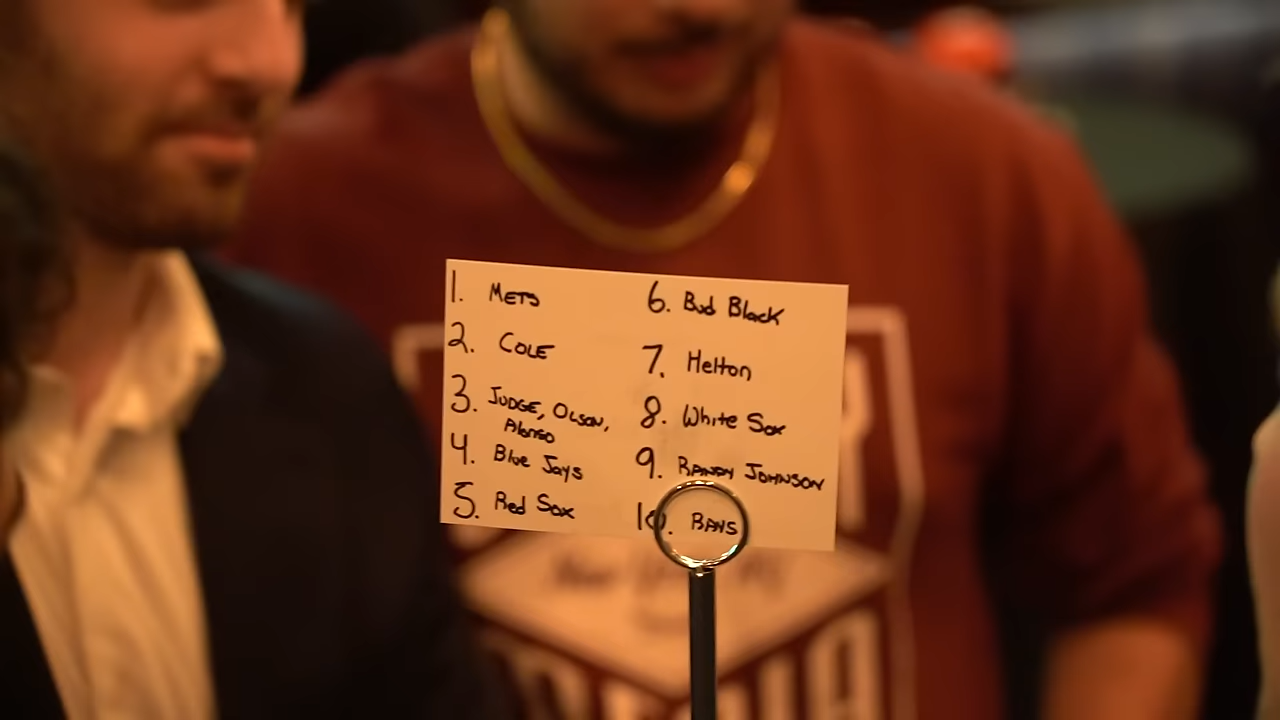 1. METS
2. COLE
3. JUDGE, OLSON,
Alonso
4. Blue Jays
5. Red Sox
6. Bud Black
7. Helton
8. White Sox
9. RANDY JOHNSON
10. RAYS